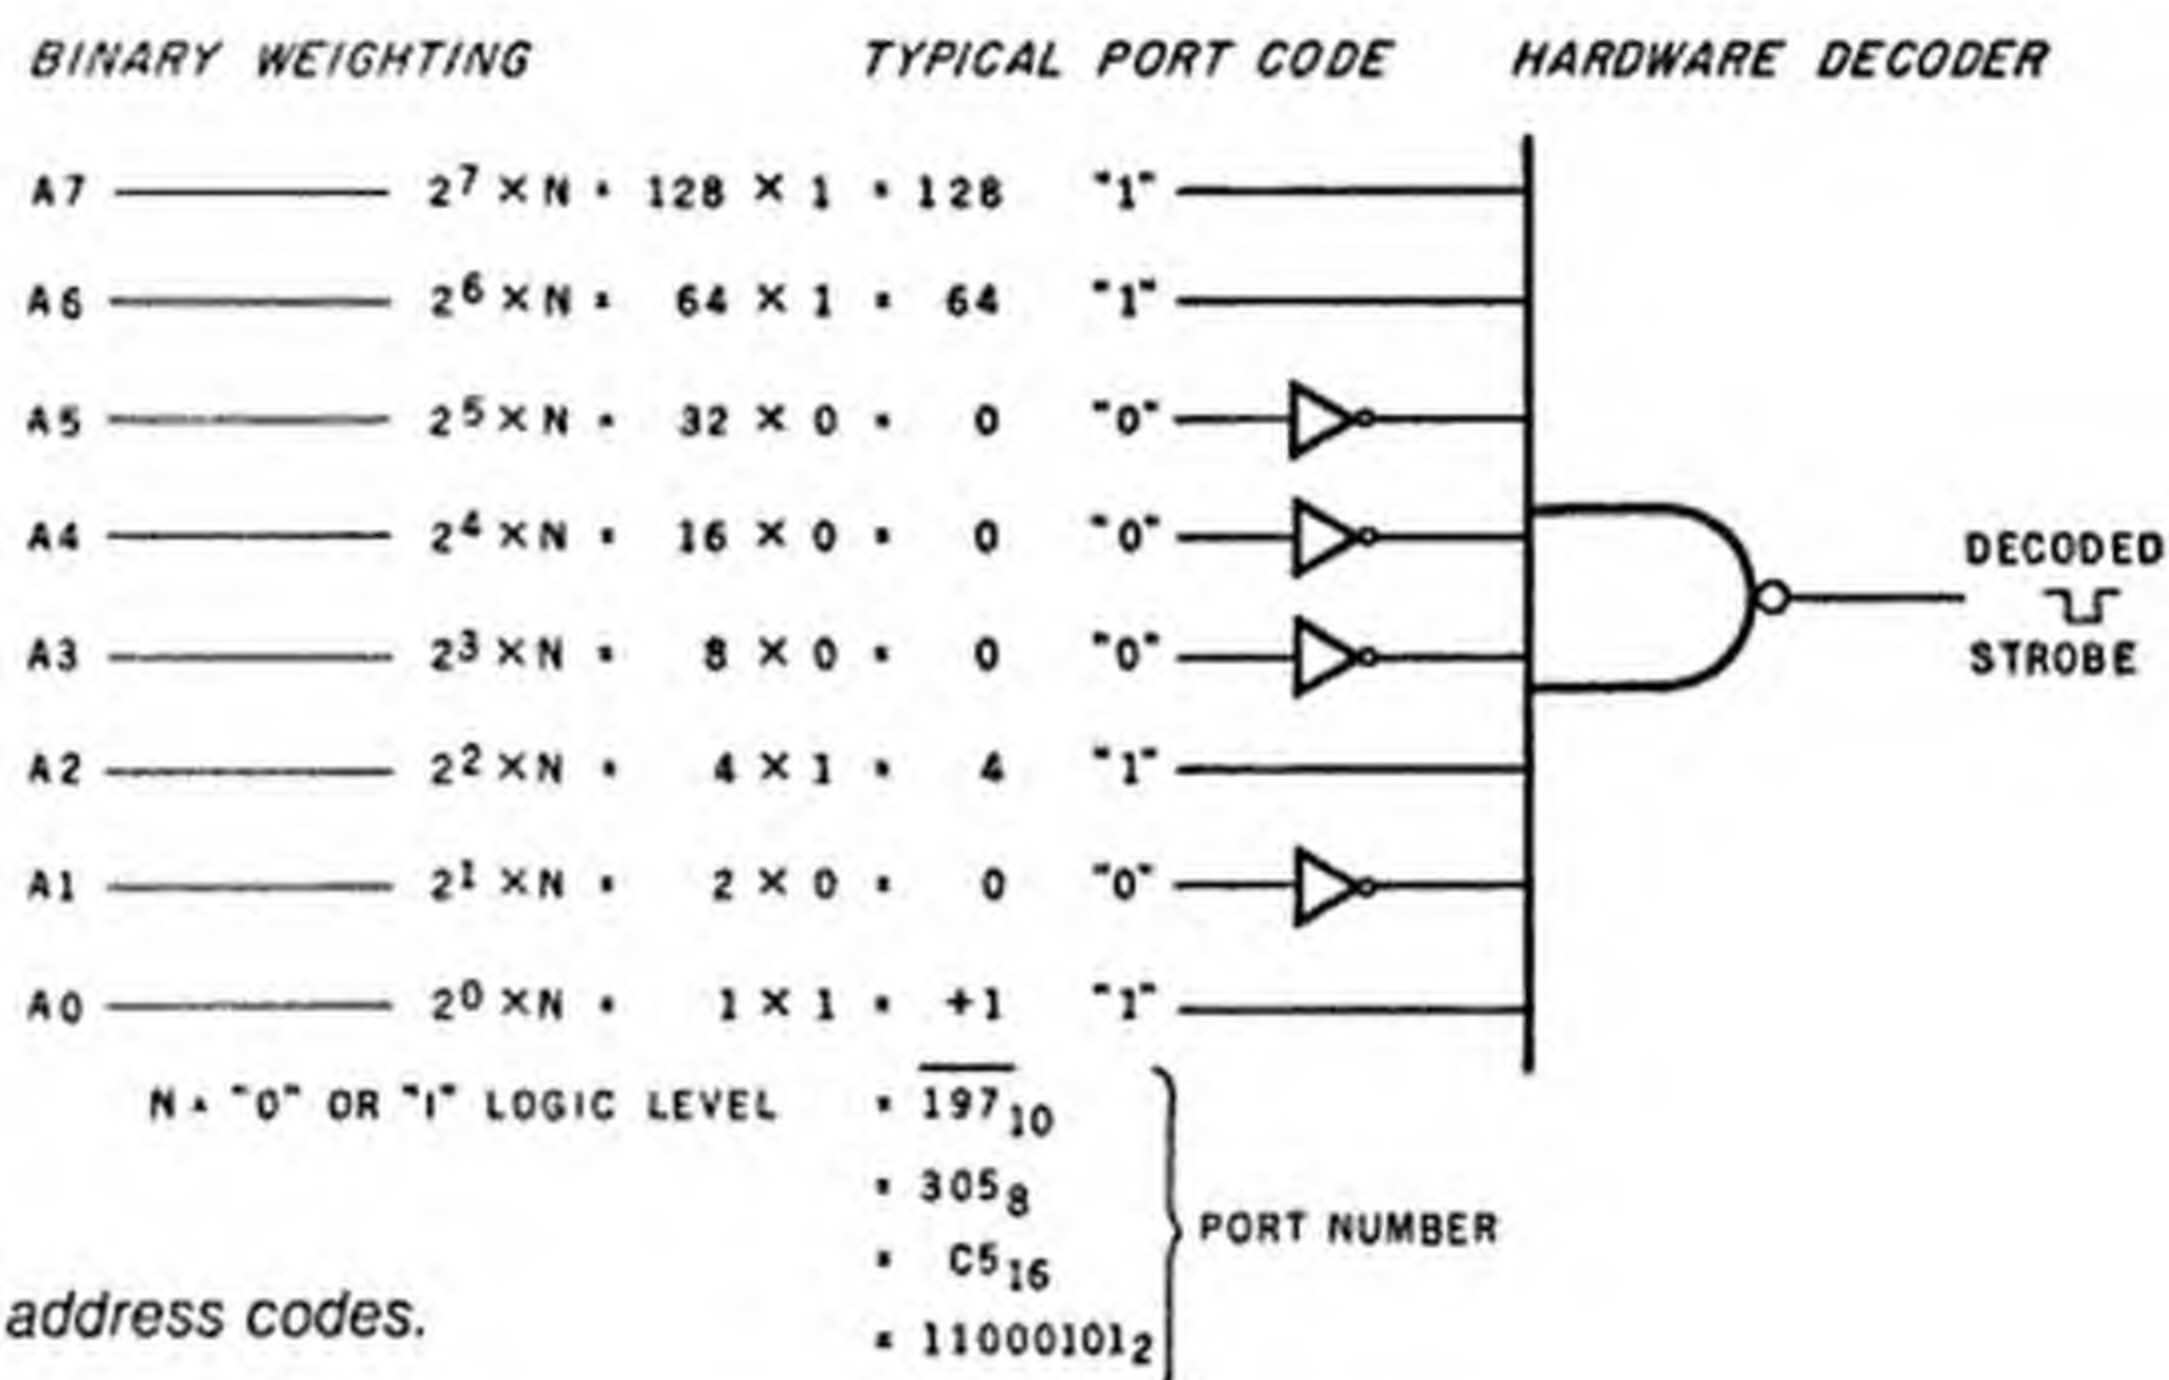 BINARY WEIGHTING TYPICAL PORT CODE HARDWARE DECODER
A7 2⁷ × N = 128 × 1 = 128 "1"
A6 2⁶ × N = 64 × 1 = 64 "1"
A5 2⁵ × N = 32 × 0 = 0 "0"
A4 2⁴ × N = 16 × 0 = 0 "0"
DECODED
A3 2³ × N = 8 × 0 = 0 "0"
STROBE
A2 2² × N = 4 × 1 = 4 "1"
A1 2¹ × N = 2 × 0 = 0 "0"
A0 2⁰ × N = 1 × 1 = +1 "1"
N = "0" OR "1" LOGIC LEVEL = 197₁₀
= 305₈
= C5₁₆
PORT NUMBER
= 11000101₂
address codes.